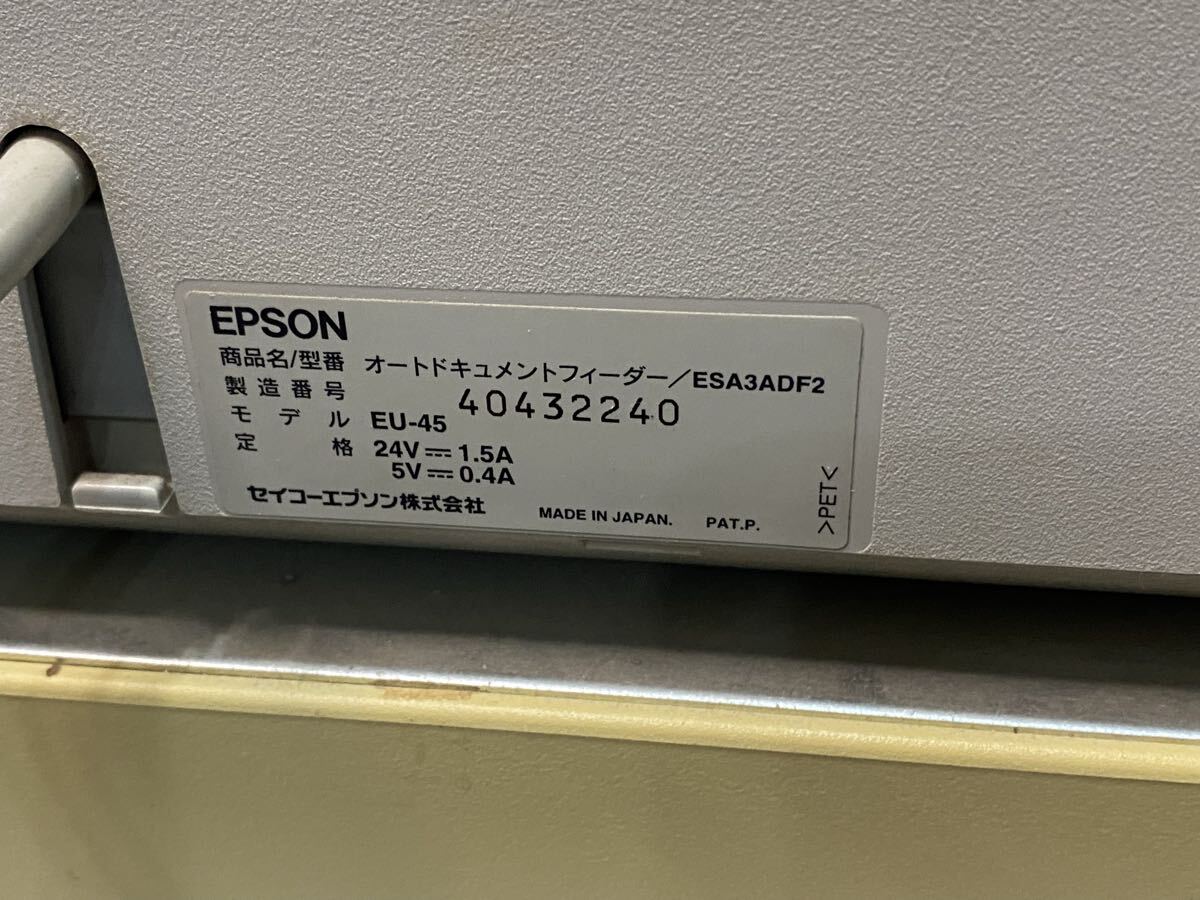 EPSON
商品名/型番 オートドキュメントフィーダー/ESA3ADF2
製造番号 40432240
モデル EU-45
定格 24V⎓1.5A
5V⎓0.4A
セイコーエプソン株式会社 MADE IN JAPAN. PAT.P.
>PET<